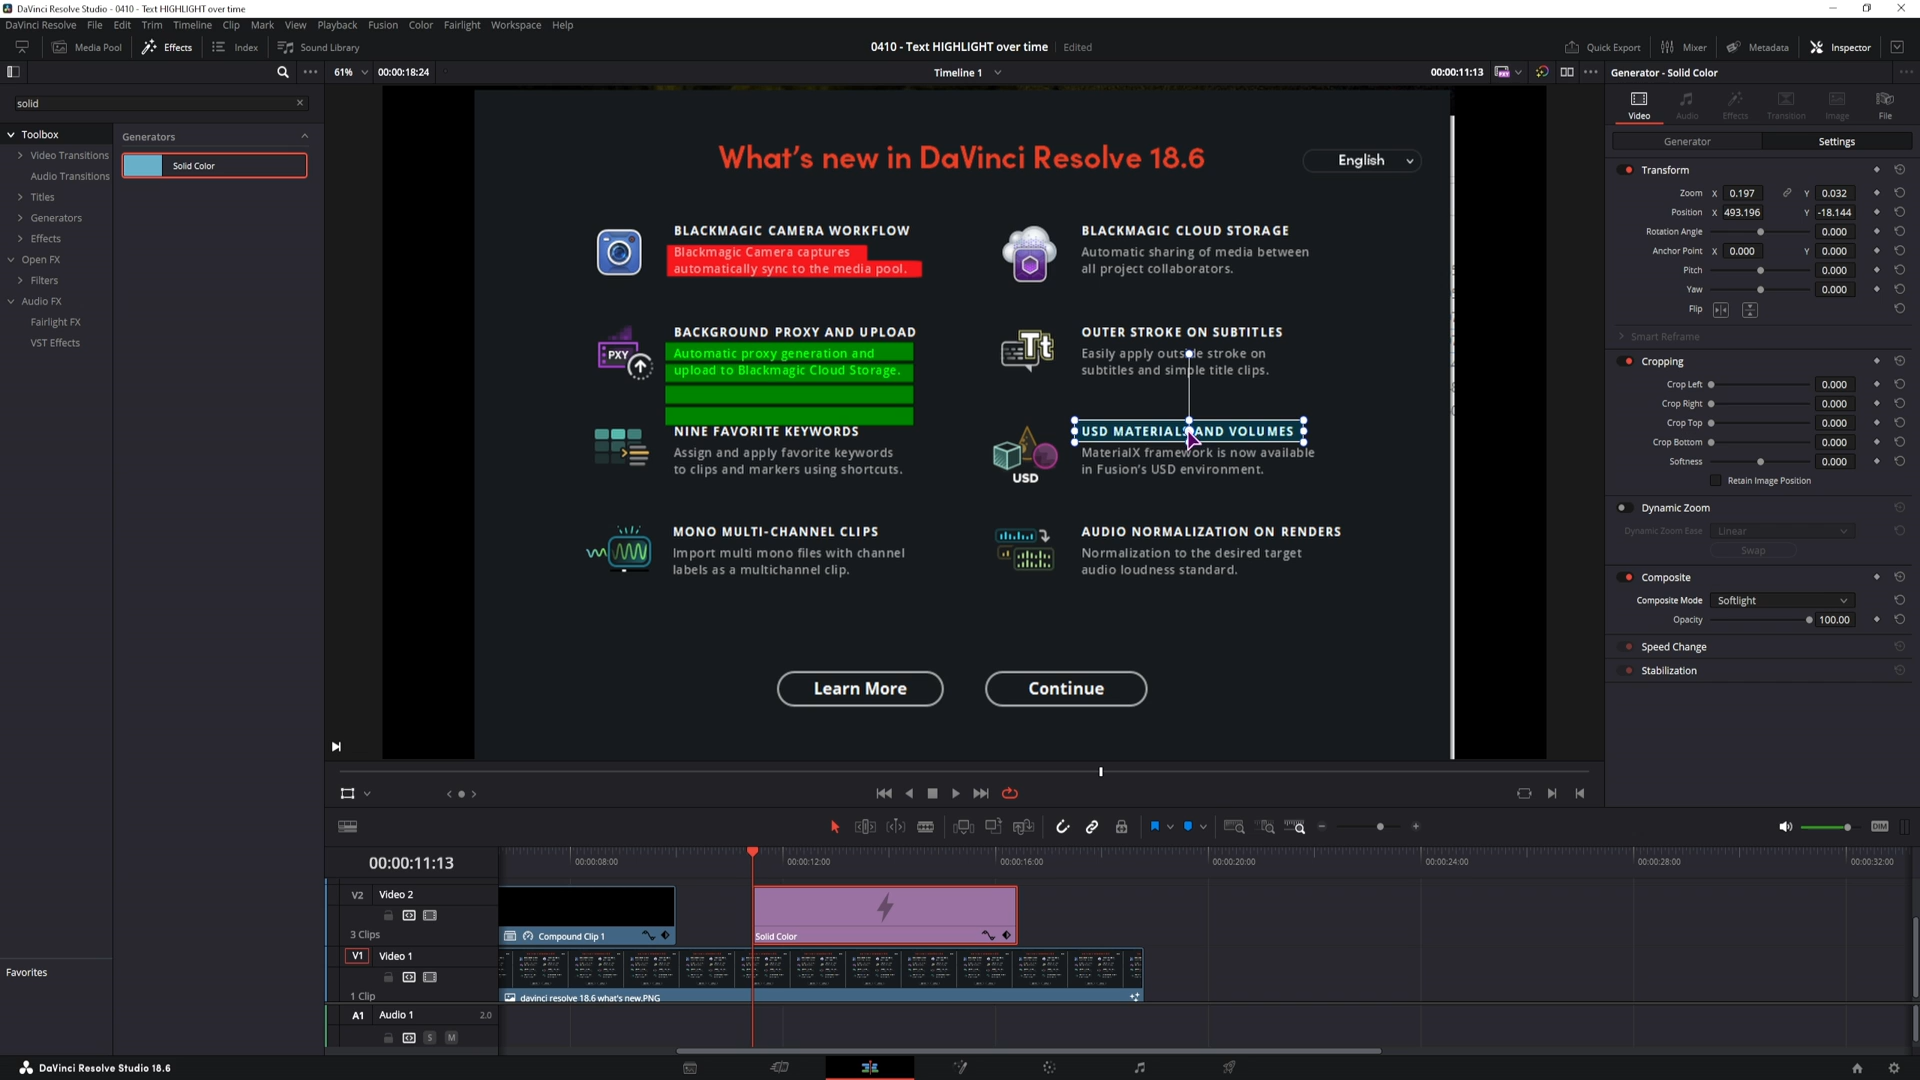 DaVinci Resolve Studio - 0410 - Text HIGHLIGHT over time
DaVinci Resolve File Edit Trim Timeline Clip Mark View Playback Fusion Color Fairlight Workspace Help
Media Pool Effects Index Sound Library
0410 - Text HIGHLIGHT over time Edited
Quick Export Mixer Metadata Inspector
61% 00:00:18:24
Timeline 1
00:00:11:13
Generator - Solid Color
solid
Toolbox
Video Transitions
Audio Transitions
Titles
Generators
Effects
Open FX
Filters
Audio FX
Fairlight FX
VST Effects
Favorites
Generators
Solid Color
What's new in DaVinci Resolve 18.6
English
BLACKMAGIC CAMERA WORKFLOW
Blackmagic Camera captures
automatically sync to the media pool.
BLACKMAGIC CLOUD STORAGE
Automatic sharing of media between
all project collaborators.
PXY
BACKGROUND PROXY AND UPLOAD
Automatic proxy generation and
upload to Blackmagic Cloud Storage.
Tt
OUTER STROKE ON SUBTITLES
Easily apply outside stroke on
subtitles and simple title clips.
NINE FAVORITE KEYWORDS
Assign and apply favorite keywords
to clips and markers using shortcuts.
USD
USD MATERIALS AND VOLUMES
MaterialX framework is now available
in Fusion's USD environment.
MONO MULTI-CHANNEL CLIPS
Import multi mono files with channel
labels as a multichannel clip.
AUDIO NORMALIZATION ON RENDERS
Normalization to the desired target
audio loudness standard.
Learn More
Continue
Video Audio Effects Transition Image File
Generator Settings
Transform
Zoom X 0.197 Y 0.032
Position X 493.196 Y -18.144
Rotation Angle 0.000
Anchor Point X 0.000 Y 0.000
Pitch 0.000
Yaw 0.000
Flip
Smart Reframe
Cropping
Crop Left 0.000
Crop Right 0.000
Crop Top 0.000
Crop Bottom 0.000
Softness 0.000
Retain Image Position
Dynamic Zoom
Dynamic Zoom Ease Linear
Swap
Composite
Composite Mode Softlight
Opacity 100.00
Speed Change
Stabilization
DIM
00:00:11:13
00:00:08:00 00:00:12:00 00:00:16:00 00:00:20:00 00:00:24:00 00:00:28:00 00:00:32:00
V2 Video 2
3 Clips
Compound Clip 1
Solid Color
V1 Video 1
1 Clip
davinci resolve 18.6 what's new.PNG
A1 Audio 1 2.0
S M
DaVinci Resolve Studio 18.6